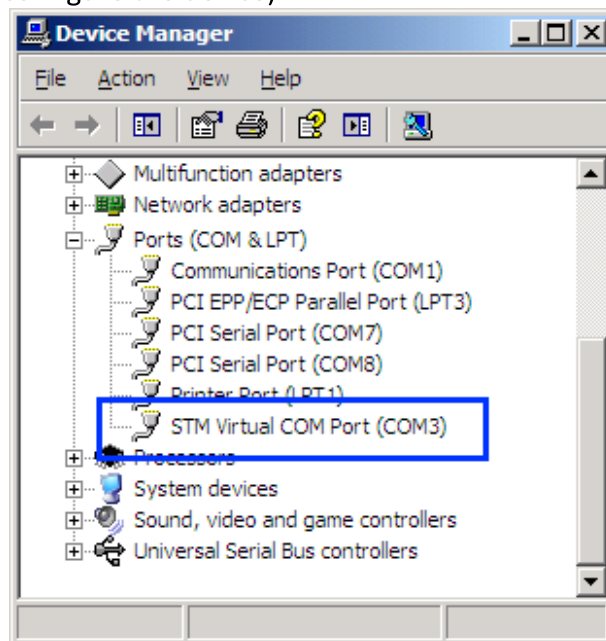 Device Manager
File Action View Help
Multifunction adapters
Network adapters
Ports (COM & LPT)
Communications Port (COM1)
PCI EPP/ECP Parallel Port (LPT3)
PCI Serial Port (COM7)
PCI Serial Port (COM8)
Printer Port (LPT1)
STM Virtual COM Port (COM3)
Processors
System devices
Sound, video and game controllers
Universal Serial Bus controllers